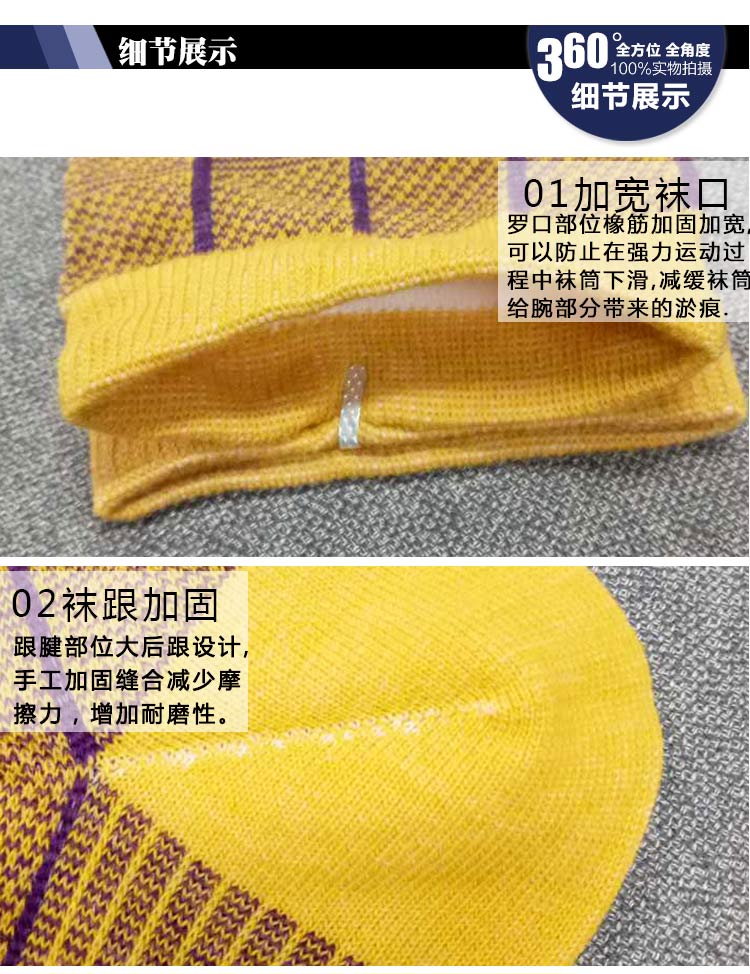 细节展示
360°全方位 全角度
100%实物拍摄
细节展示
01加宽袜口
罗口部位橡筋加固加宽,
可以防止在强力运动过
程中袜筒下滑,减缓袜筒
给腕部分带来的淤痕.
02袜跟加固
跟腱部位大后跟设计,
手工加固缝合减少摩
擦力，增加耐磨性。